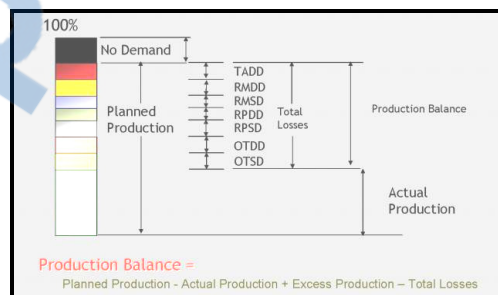 100%
No Demand
TADD
RMDD
RMSD
RPDD
RPSD
OTDD
OTSD
Planned
Production
Total
Losses
Production Balance
Actual
Production
Production Balance =
Planned Production - Actual Production + Excess Production – Total Losses